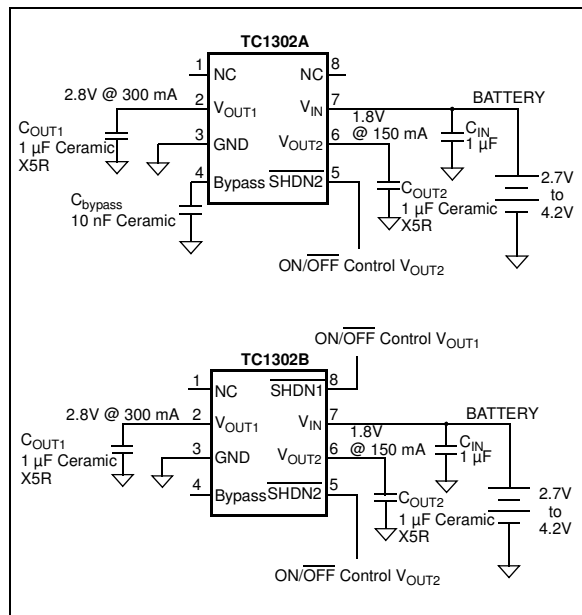 TC1302A
1 NC
NC 8
2.8V @ 300 mA
2 VOUT1
VIN 7
BATTERY
COUT1
1 µF Ceramic
X5R
3 GND
1.8V
@ 150 mA
VOUT2 6
CIN
1 µF
4 Bypass
SHDN2 5
Cbypass
10 nF Ceramic
COUT2
1 µF Ceramic
X5R
2.7V
to
4.2V
ON/OFF Control VOUT2
ON/OFF Control VOUT1
TC1302B
1 NC
SHDN1 8
2.8V @ 300 mA
2 VOUT1
VIN 7
BATTERY
COUT1
1 µF Ceramic
X5R
3 GND
1.8V
@ 150 mA
VOUT2 6
CIN
1 µF
4 Bypass
SHDN2 5
COUT2
1 µF Ceramic
X5R
2.7V
to
4.2V
ON/OFF Control VOUT2